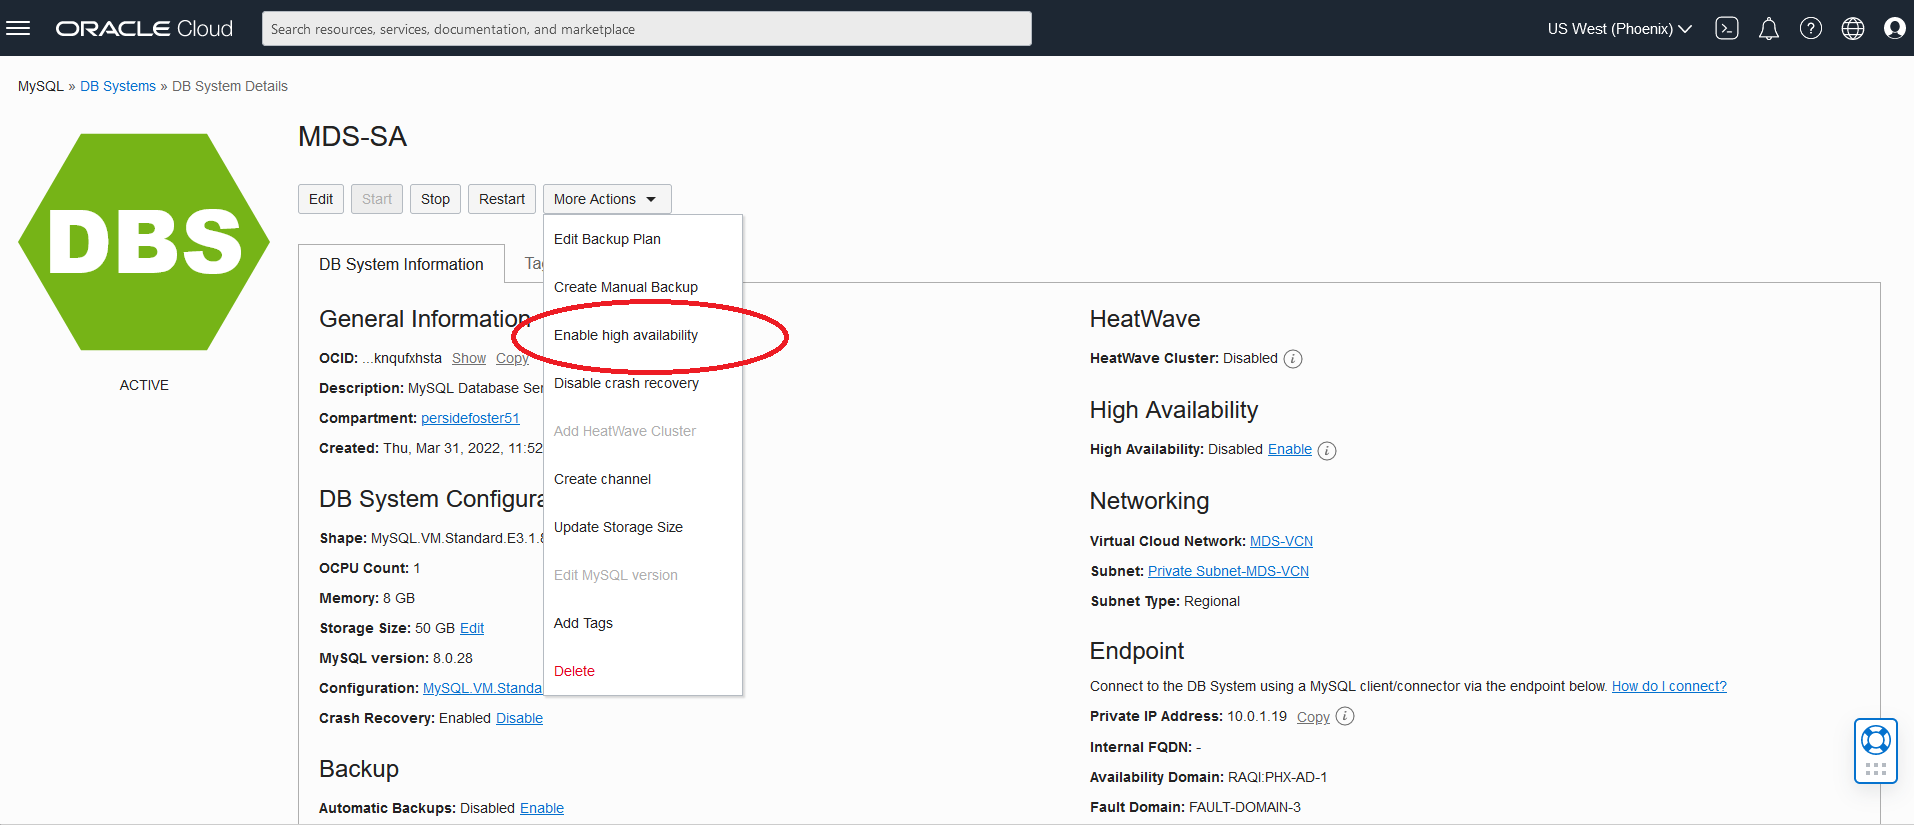 ORACLE Cloud
Search resources, services, documentation, and marketplace
US West (Phoenix)
MySQL » DB Systems » DB System Details
DBS
ACTIVE
MDS-SA
Edit Start Stop Restart More Actions
Edit Backup Plan
Create Manual Backup
Enable high availability
Disable crash recovery
Add HeatWave Cluster
Create channel
Update Storage Size
Edit MySQL version
Add Tags
Delete
DB System Information
General Information
OCID: ...knqufxhsta Show Copy
Description: MySQL Database Ser
Compartment: persidefoster51
Created: Thu, Mar 31, 2022, 11:52
DB System Configura
Shape: MySQL.VM.Standard.E3.1.8
OCPU Count: 1
Memory: 8 GB
Storage Size: 50 GB Edit
MySQL version: 8.0.28
Configuration: MySQL.VM.Standa
Crash Recovery: Enabled Disable
Backup
Automatic Backups: Disabled Enable
HeatWave
HeatWave Cluster: Disabled
High Availability
High Availability: Disabled Enable
Networking
Virtual Cloud Network: MDS-VCN
Subnet: Private Subnet-MDS-VCN
Subnet Type: Regional
Endpoint
Connect to the DB System using a MySQL client/connector via the endpoint below. How do I connect?
Private IP Address: 10.0.1.19 Copy
Internal FQDN: -
Availability Domain: RAQI:PHX-AD-1
Fault Domain: FAULT-DOMAIN-3